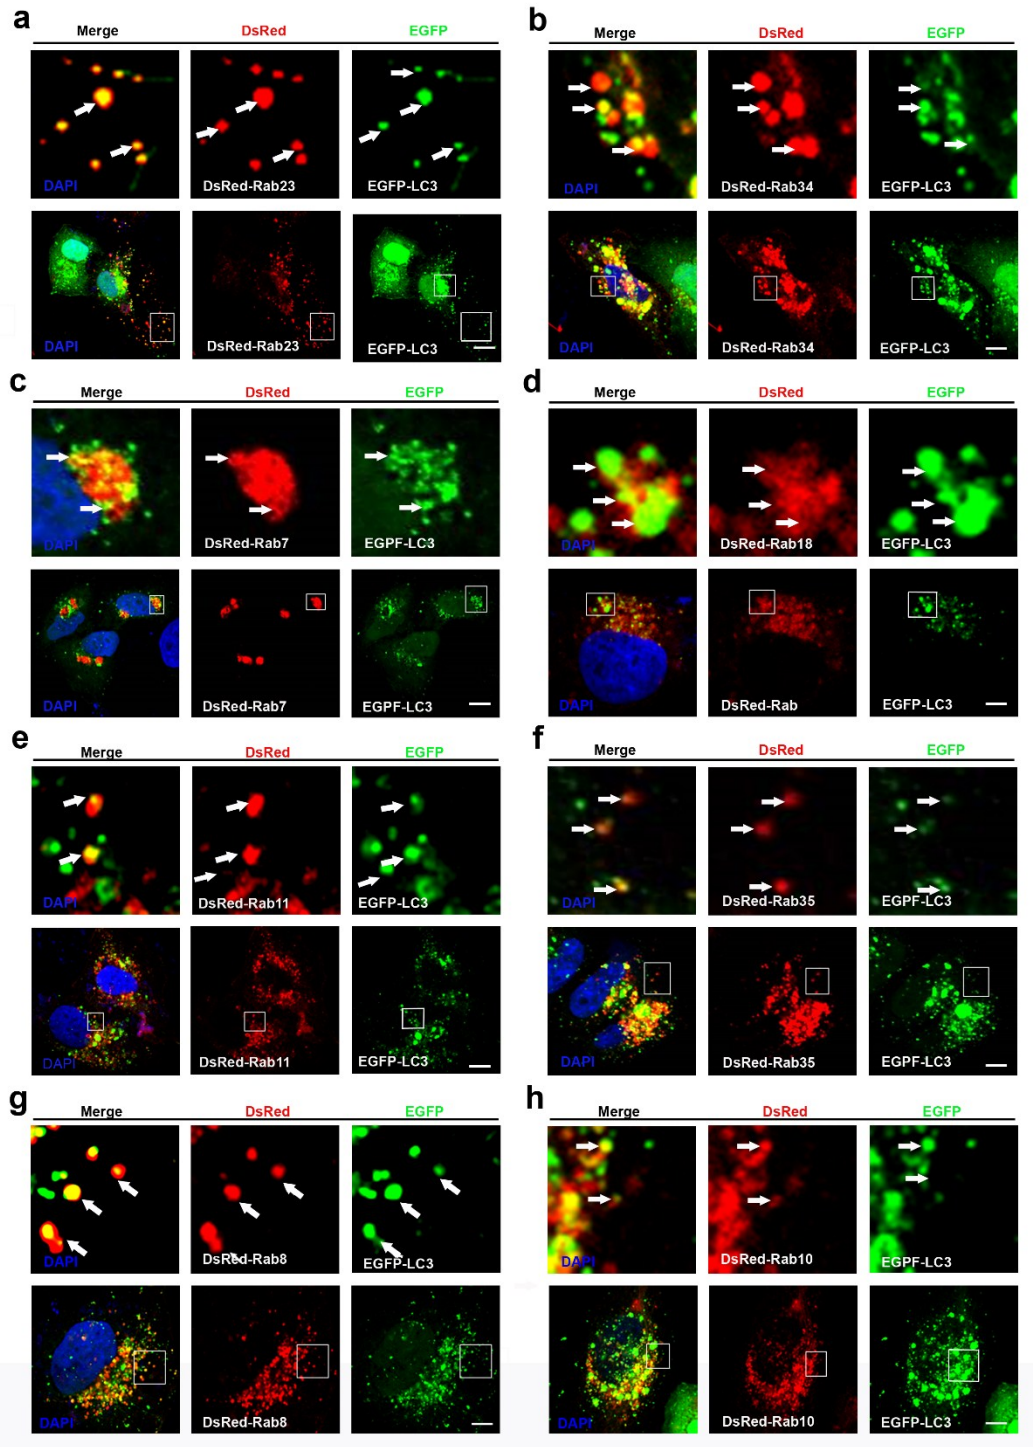 a
Merge DsRed EGFP
DAPI DsRed-Rab23 EGFP-LC3
DAPI DsRed-Rab23 EGFP-LC3
b
Merge DsRed EGFP
DAPI DsRed-Rab34 EGFP-LC3
DAPI DsRed-Rab34 EGFP-LC3
c
Merge DsRed EGFP
DAPI DsRed-Rab7 EGPF-LC3
DAPI DsRed-Rab7 EGPF-LC3
d
Merge DsRed EGFP
DAPI DsRed-Rab18 EGFP-LC3
DAPI DsRed-Rab EGFP-LC3
e
Merge DsRed EGFP
DAPI DsRed-Rab11 EGFP-LC3
DAPI DsRed-Rab11 EGFP-LC3
f
Merge DsRed EGFP
DAPI DsRed-Rab35 EGPF-LC3
DAPI DsRed-Rab35 EGPF-LC3
g
Merge DsRed EGFP
DAPI DsRed-Rab8 EGFP-LC3
DAPI DsRed-Rab8 EGFP-LC3
h
Merge DsRed EGFP
DAPI DsRed-Rab10 EGPF-LC3
DAPI DsRed-Rab10 EGPF-LC3